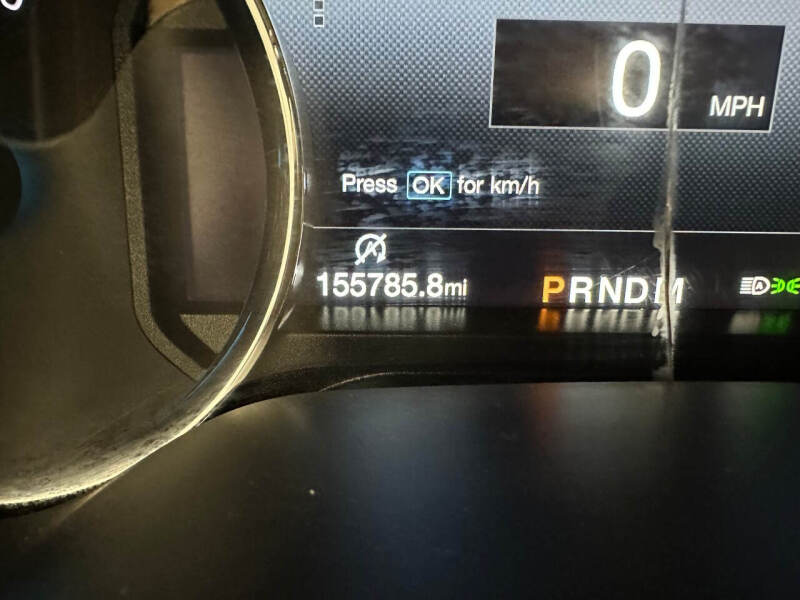 0
MPH
Press OK for km/h
A
155785.8mi
PRNDM
A